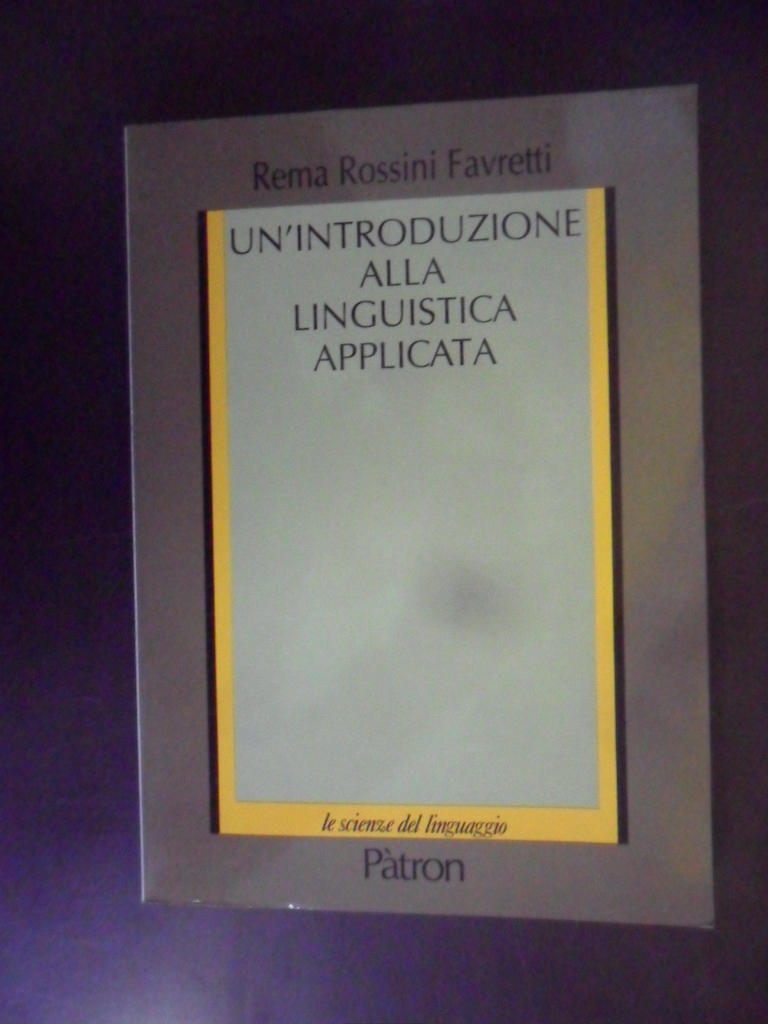 Rema Rossini Favretti
UN'INTRODUZIONE
ALLA
LINGUISTICA
APPLICATA
le scienze del linguaggio
Pàtron